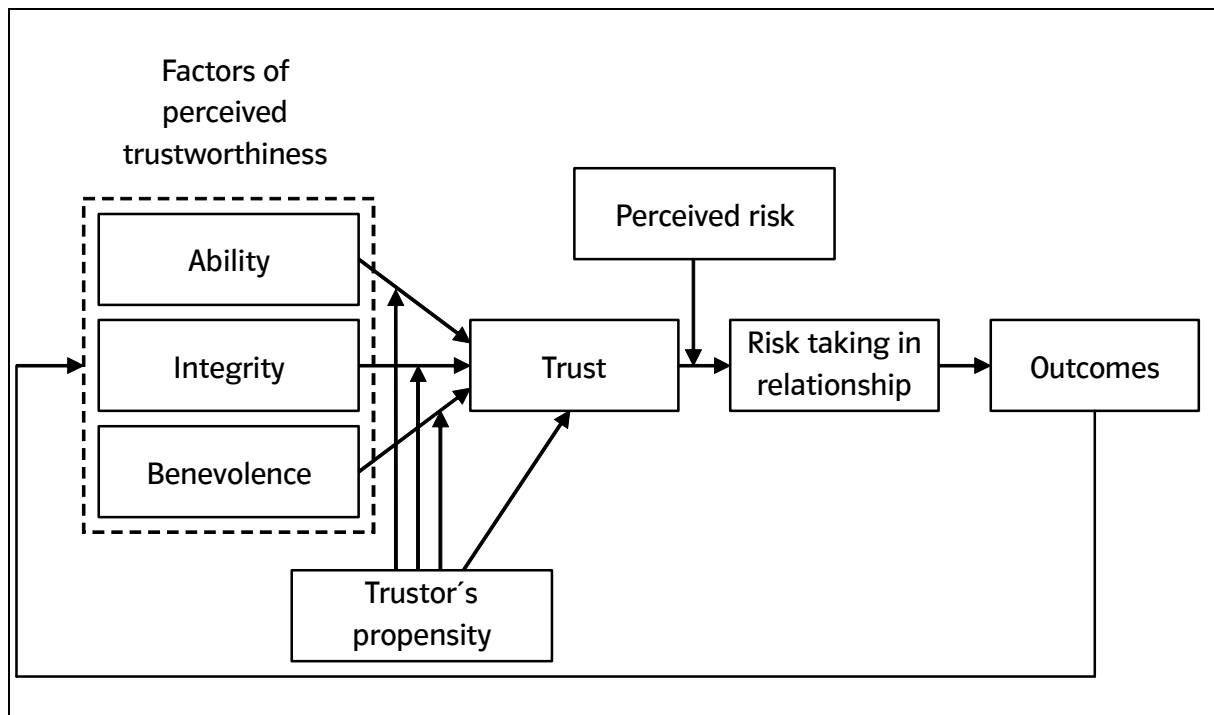 Factors of
perceived
trustworthiness
Perceived risk
Ability
Integrity
Benevolence
Trust
Risk taking in
relationship
Outcomes
Trustor´s
propensity